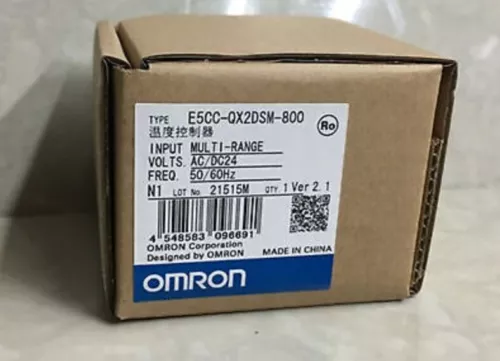 TYPE E5CC-QX2DSM-800
温度控制器
Ro
INPUT MULTI-RANGE
VOLTS. AC/DC24
FREQ. 50/60Hz
N1 LOT No. 21515M QTY. 1 Ver 2.1
4 548583 096691
OMRON Corporation
Designed by OMRON
MADE IN CHINA
OMRON